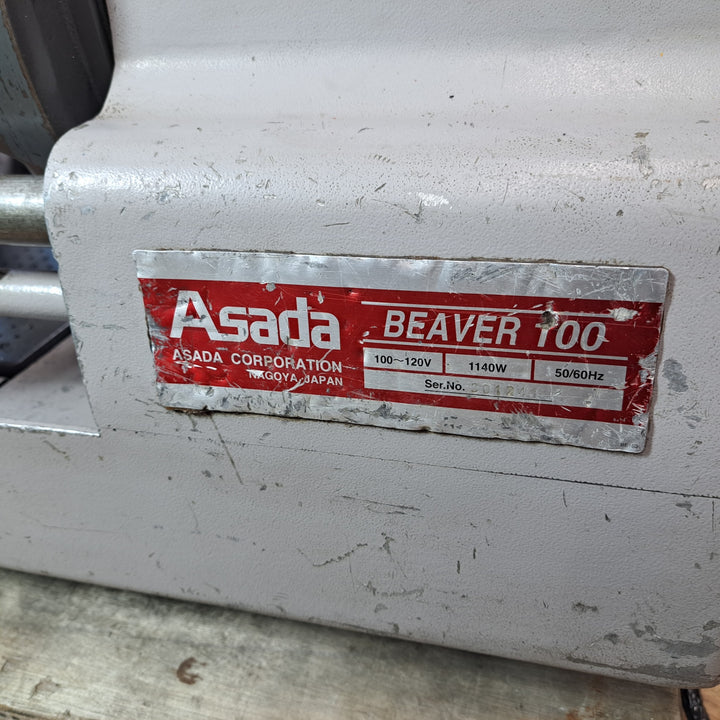 Asada
ASADA CORPORATION
NAGOYA, JAPAN
BEAVER 100
100～120V 1140W 50/60Hz
Ser.No.